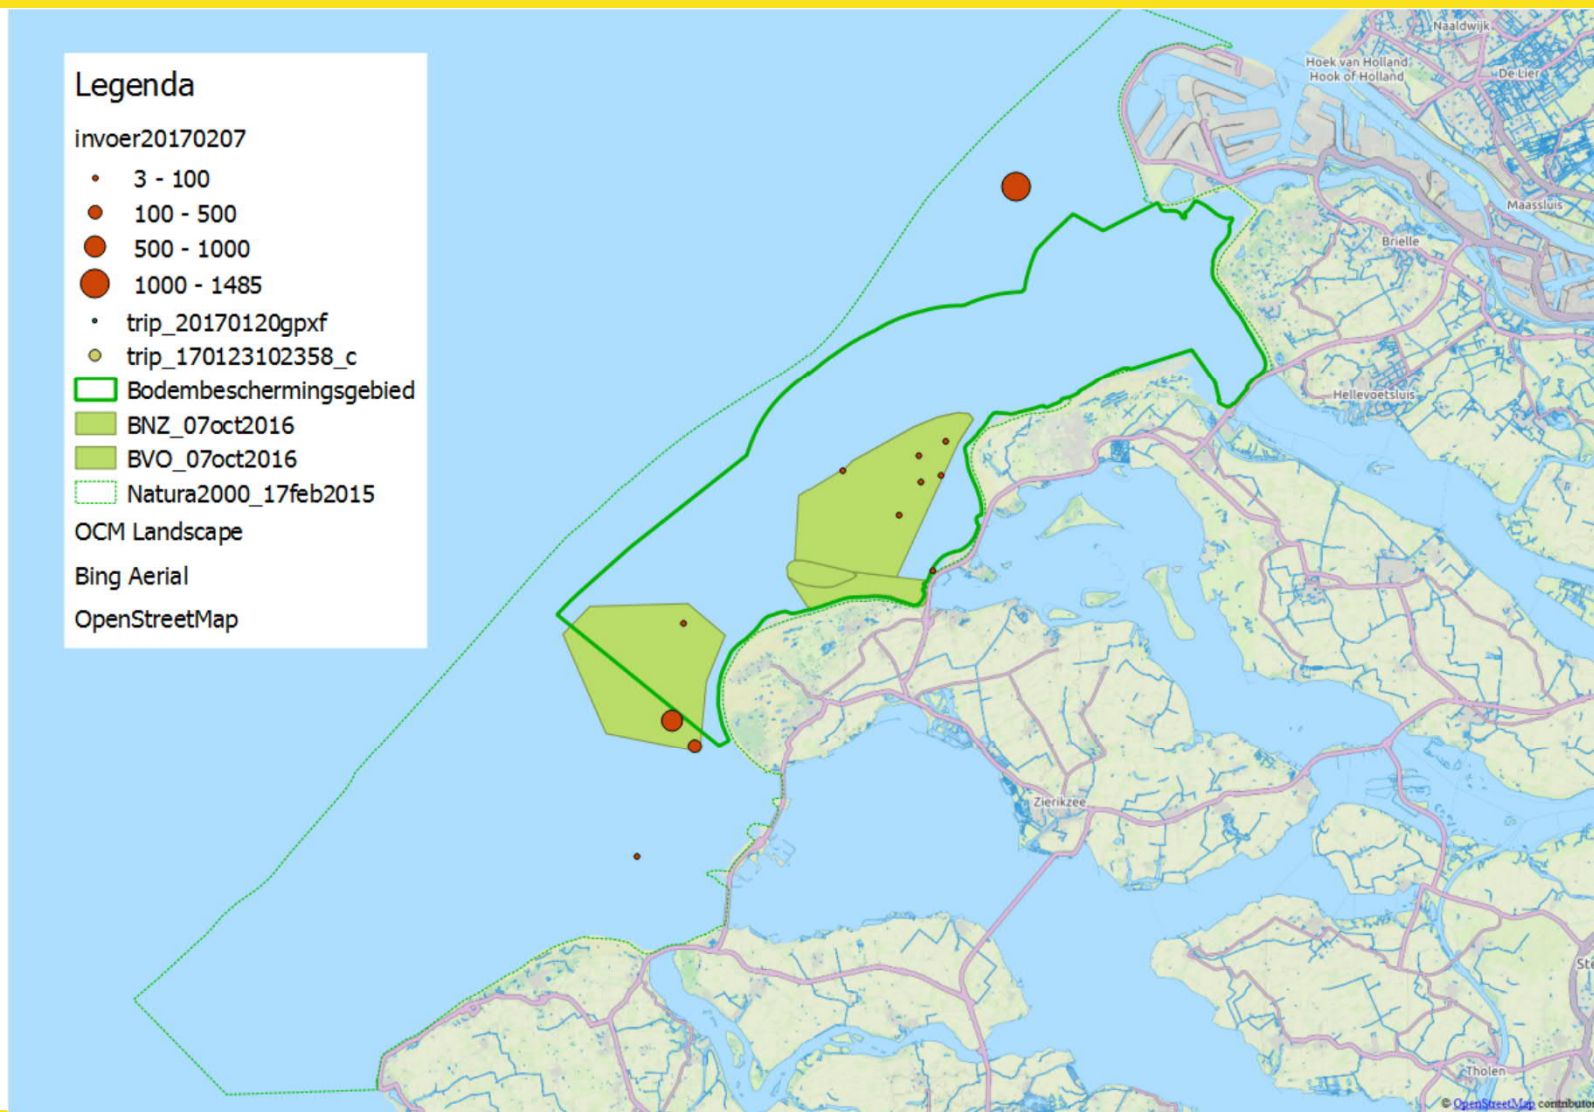 Legenda
invoer20170207
3 - 100
100 - 500
500 - 1000
1000 - 1485
trip_20170120gpxf
trip_170123102358_c
Bodembeschermingsgebied
BNZ_07oct2016
BVO_07oct2016
Natura2000_17feb2015
OCM Landscape
Bing Aerial
OpenStreetMap
Naaldwijk
Hoek van Holland
Hook of Holland
De Lier
Maassluis
Brielle
Hellevoetsluis
Zierikzee
Tholen
© OpenStreetMap contributor